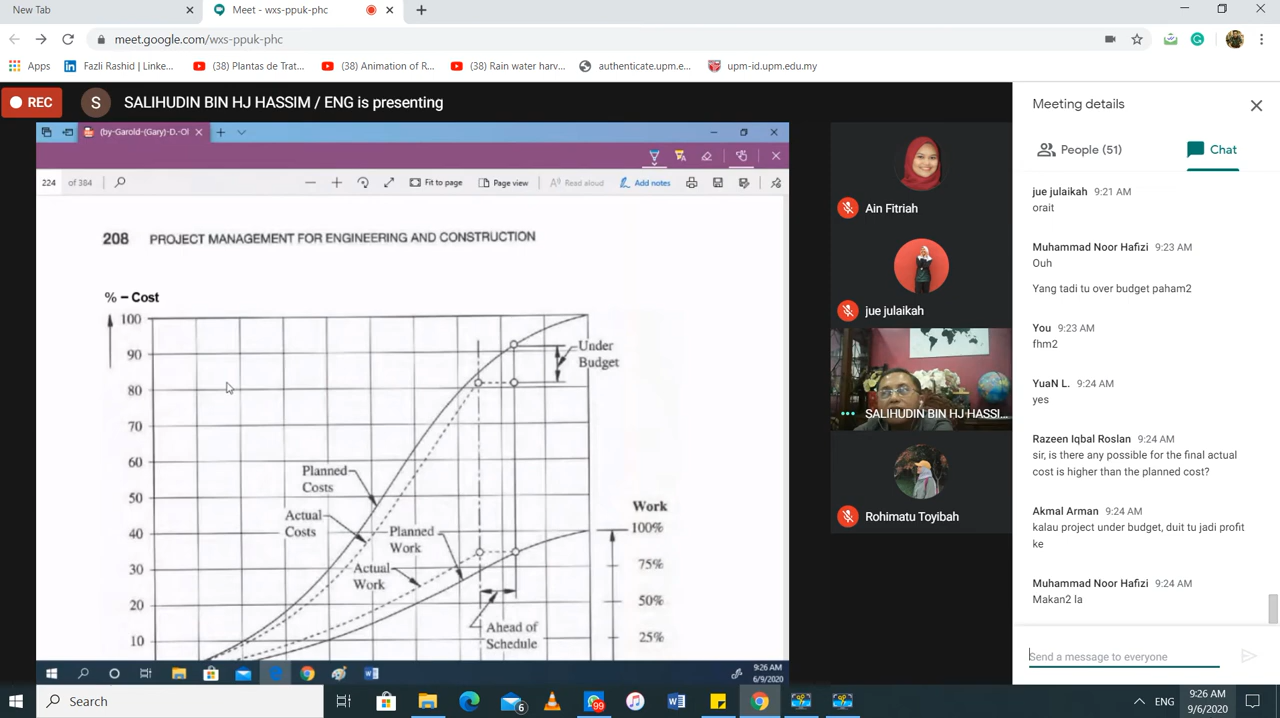 New Tab
Meet - wxs-ppuk-phc
meet.google.com/wxs-ppuk-phc
Apps
Fazli Rashid | Linke...
(38) Plantas de Trat...
(38) Animation of R...
(38) Rain water harv...
authenticate.upm.e...
upm-id.upm.edu.my
REC
S
SALIHUDIN BIN HJ HASSIM / ENG is presenting
(by-Garold-(Gary)-D.-Ol
224 of 384
Fit to page
Page view
Read aloud
Add notes
208 PROJECT MANAGEMENT FOR ENGINEERING AND CONSTRUCTION
% – Cost
100
90
80
70
60
50
40
30
20
10
Under
Budget
Planned
Costs
Actual
Costs
Planned
Work
Actual
Work
Ahead of
Schedule
Work
100%
75%
50%
25%
9:26 AM
6/9/2020
Ain Fitriah
jue julaikah
SALIHUDIN BIN HJ HASSI...
Rohimatu Toyibah
Meeting details
People (51)
Chat
jue julaikah 9:21 AM
orait
Muhammad Noor Hafizi 9:23 AM
Ouh
Yang tadi tu over budget paham2
You 9:23 AM
fhm2
YuaN L. 9:24 AM
yes
Razeen Iqbal Roslan 9:24 AM
sir, is there any possible for the final actual
cost is higher than the planned cost?
Akmal Arman 9:24 AM
kalau project under budget, duit tu jadi profit
ke
Muhammad Noor Hafizi 9:24 AM
Makan2 la
Send a message to everyone
Search
6
99
ENG
9:26 AM
9/6/2020